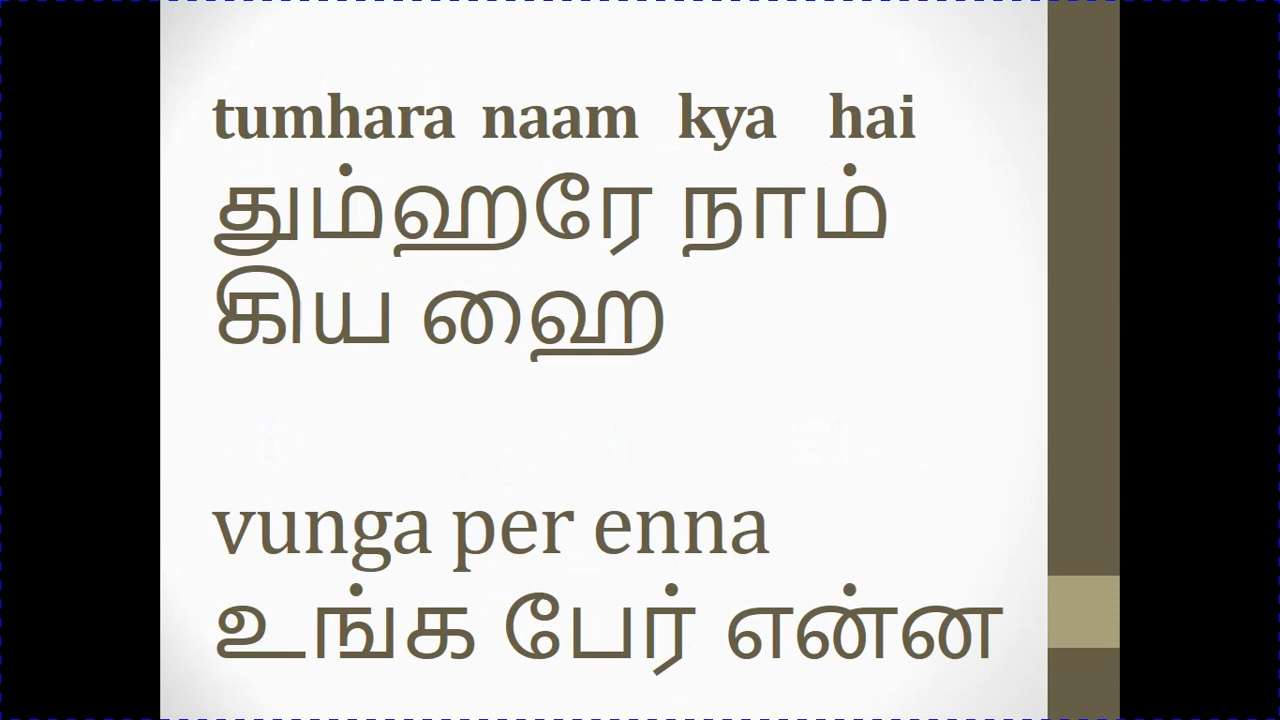 tumhara naam kya hai
தும்ஹரே நாம்
கிய ஹை
vunga per enna
உங்க பேர் என்ன